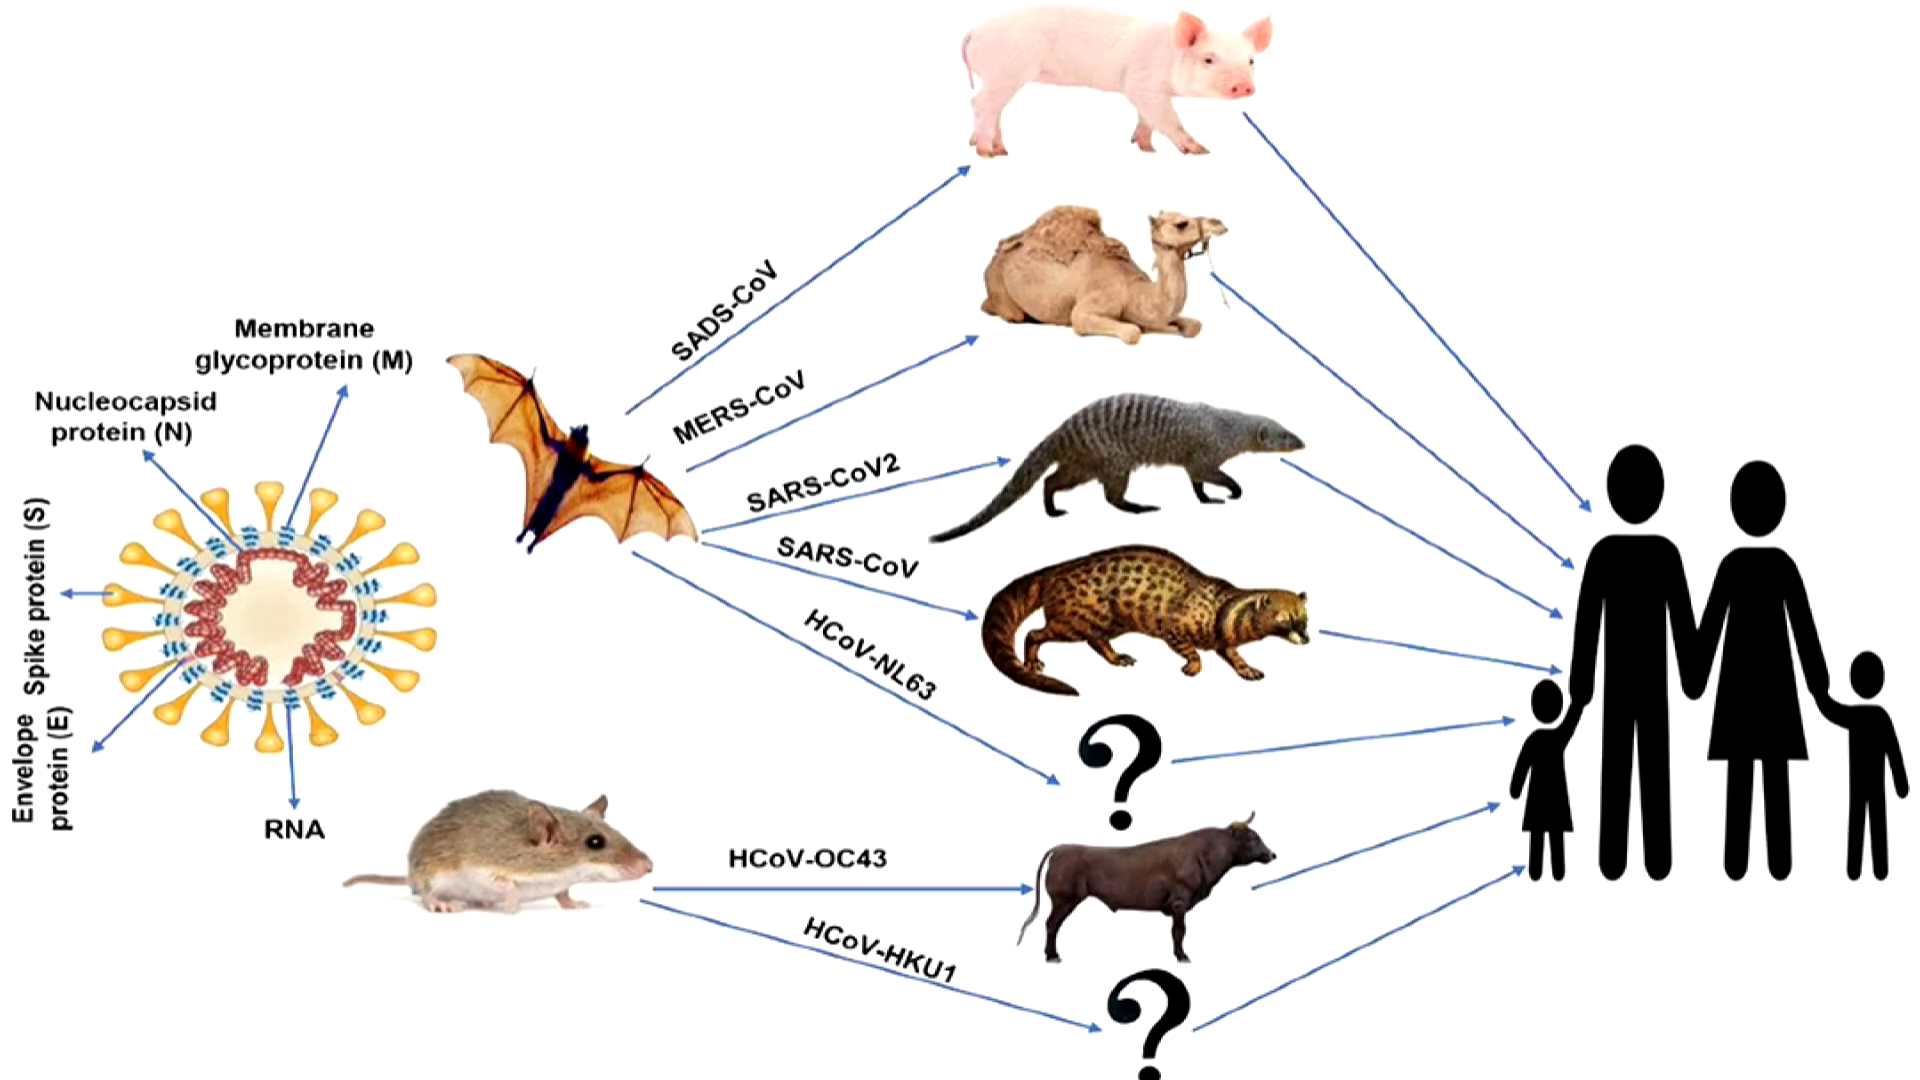 Membrane
glycoprotein (M)
Nucleocapsid
protein (N)
Spike protein (S)
Envelope
protein (E)
RNA
SADS-CoV
MERS-CoV
SARS-CoV2
SARS-CoV
HCoV-NL63
?
HCoV-OC43
HCoV-HKU1
?